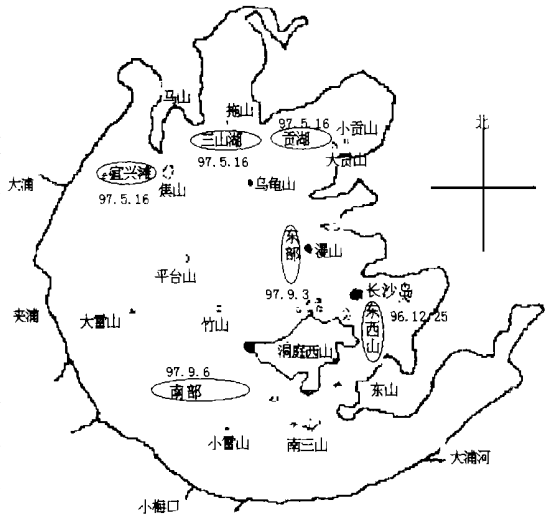 马山
拖山
97.5.16
小贡山
北
三山湖
贡湖
大贡山
97.5.16
大浦
宜兴滩
焦山
乌龟山
97.5.16
东部
漫山
平台山
97.9.3
长沙岛
夹浦
大雷山
竹山
东西山
96.12.25
洞庭西山
97.9.6
南部
东山
小雷山
南三山
大浦河
小梅口